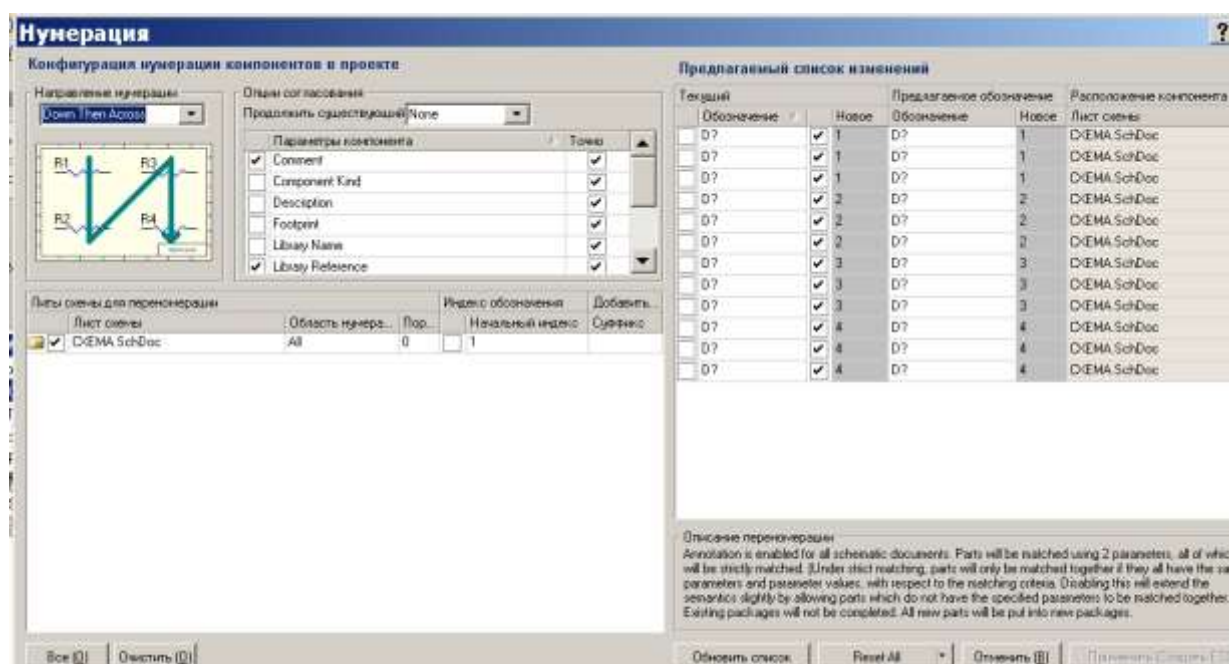 Нумерация
?
Конфигурация нумерации компонентов в проекте
Направление нумерации
Down Then Across
R1 R3
R2 R4
Опции согласования
Продолжить существующий None
Параметры компонента Точно
Comment
Component Kind
Description
Footprint
Library Name
Library Reference
Листы схемы для переномерации Индекс обозначения Добавить...
Лист схемы Область нумера... Пор... Начальный индекс Суффикс
СХЕМА.SchDoc All 0 1
Предлагаемый список изменений
Текущий Предлагаемое обозначение Расположение компонента
Обозначение Новое Обозначение Новое Лист схемы
D? 1 D? 1 СХЕМА.SchDoc
D? 1 D? 1 СХЕМА.SchDoc
D? 1 D? 1 СХЕМА.SchDoc
D? 2 D? 2 СХЕМА.SchDoc
D? 2 D? 2 СХЕМА.SchDoc
D? 2 D? 2 СХЕМА.SchDoc
D? 3 D? 3 СХЕМА.SchDoc
D? 3 D? 3 СХЕМА.SchDoc
D? 3 D? 3 СХЕМА.SchDoc
D? 4 D? 4 СХЕМА.SchDoc
D? 4 D? 4 СХЕМА.SchDoc
D? 4 D? 4 СХЕМА.SchDoc
Описание переномерации
Annotation is enabled for all schematic documents. Parts will be matched using 2 parameters, all of whic
will be strictly matched. (Under strict matching, parts will only be matched together if they all have the sa
parameters and parameter values, with respect to the matching criteria. Disabling this will extend the
semantics slightly by allowing parts which do not have the specified parameters to be matched together.
Existing packages will not be completed. All new parts will be put into new packages.
Все (Q) Очистить (Q) Обновить список Reset All Отменить (B)